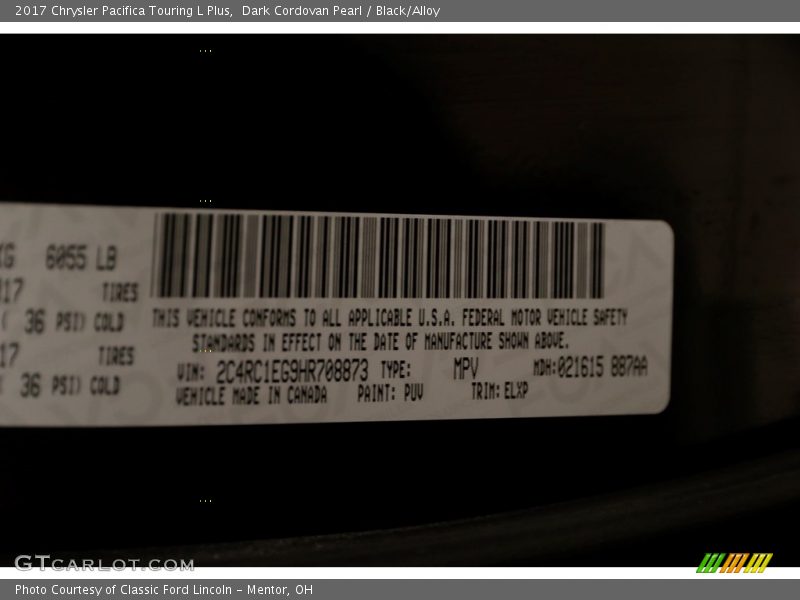 2017 Chrysler Pacifica Touring L Plus, Dark Cordovan Pearl / Black/Alloy
6055 LB
TIRES
36 PSI) COLD
TIRES
36 PSI) COLD
THIS VEHICLE CONFORMS TO ALL APPLICABLE U.S.A. FEDERAL MOTOR VEHICLE SAFETY
STANDARDS IN EFFECT ON THE DATE OF MANUFACTURE SHOWN ABOVE.
VIN: 2C4RC1EG9HR708873 TYPE: MPV MDH:021615 887AA
VEHICLE MADE IN CANADA PAINT: PUV TRIM: ELXP
GTCARLOT.COM
Photo Courtesy of Classic Ford Lincoln - Mentor, OH